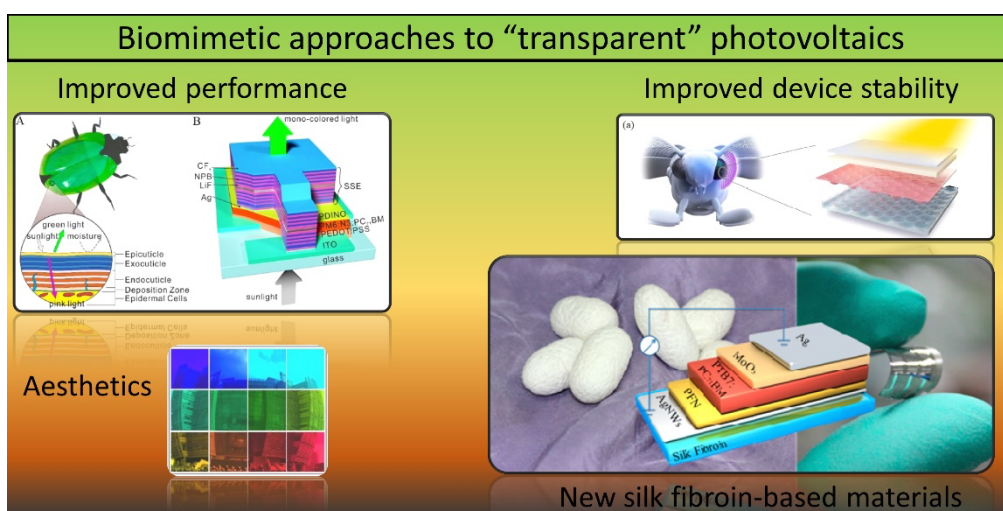 Biomimetic approaches to “transparent” photovoltaics
Improved performance
Improved device stability
A
B
mono-colored light
CFx
NPB
LiF
Ag
SSE
PDINO
PM6:N3:PC71BM
PEDOT:PSS
ITO
glass
sunlight
green light
sunlight
moisture
Epicuticle
Exocuticle
Endocuticle
Deposition Zone
Epidermal Cells
pink light
(a)
Aesthetics
Ag
MoO3
PTB7:
PC71BM
PFN
AgNWs
Silk Fibroin
New silk fibroin-based materials